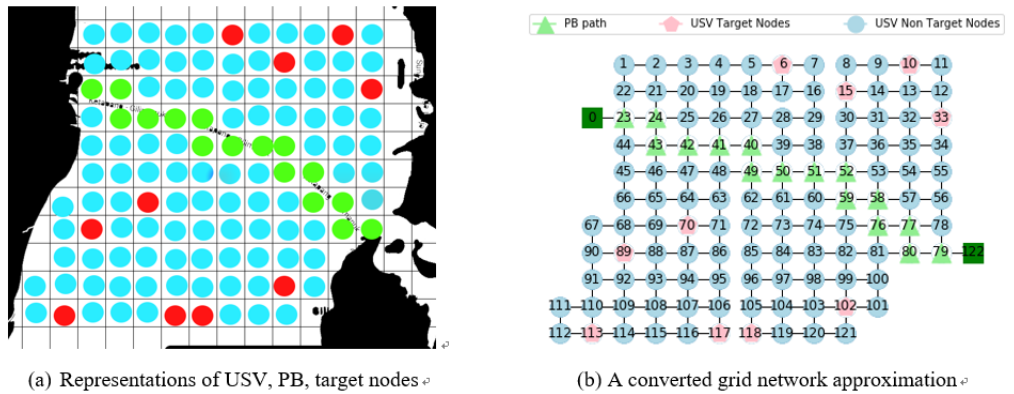 PB path USV Target Nodes USV Non Target Nodes
1 2 3 4 5 6 7 8 9 10 11
22 21 20 19 18 17 16 15 14 13 12
0 23 24 25 26 27 28 29 30 31 32 33
44 43 42 41 40 39 38 37 36 35 34
45 46 47 48 49 50 51 52 53 54 55
66 65 64 63 62 61 60 59 58 57 56
67 68 69 70 71 72 73 74 75 76 77 78
90 89 88 87 86 85 84 83 82 81 80 79 122
91 92 93 94 95 96 97 98 99 100
111 110 109 108 107 106 105 104 103 102 101
112 113 114 115 116 117 118 119 120 121
(a) Representations of USV, PB, target nodes
(b) A converted grid network approximation